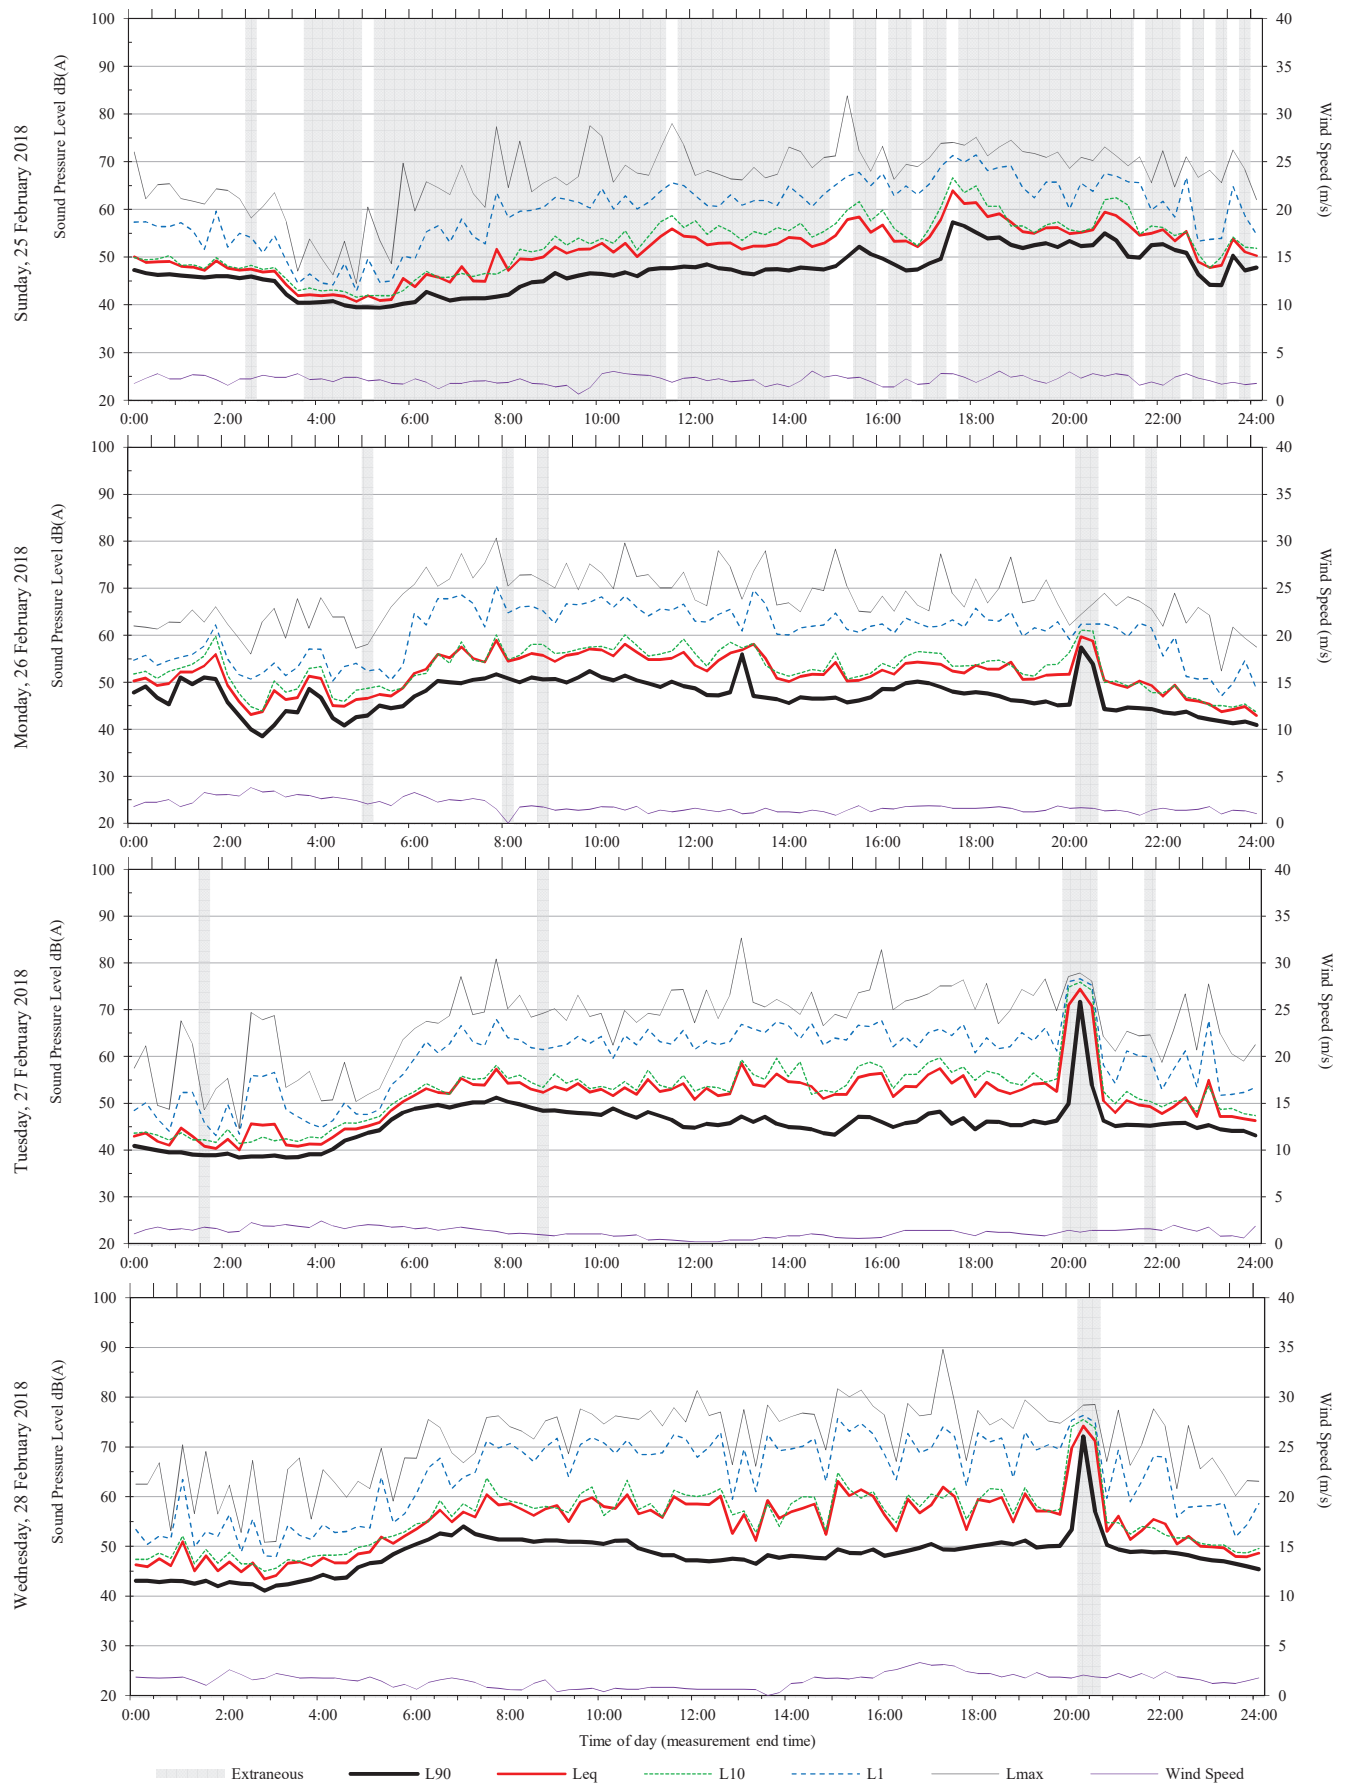 Sunday, 25 February 2018
Sound Pressure Level dB(A)
100 90 80 70 60 50 40 30 20
40 35 30 25 20 15 10 5 0
Wind Speed (m/s)
0:00 2:00 4:00 6:00 8:00 10:00 12:00 14:00 16:00 18:00 20:00 22:00 24:00
Monday, 26 February 2018
Sound Pressure Level dB(A)
100 90 80 70 60 50 40 30 20
40 35 30 25 20 15 10 5 0
Wind Speed (m/s)
0:00 2:00 4:00 6:00 8:00 10:00 12:00 14:00 16:00 18:00 20:00 22:00 24:00
Tuesday, 27 February 2018
Sound Pressure Level dB(A)
100 90 80 70 60 50 40 30 20
40 35 30 25 20 15 10 5 0
Wind Speed (m/s)
0:00 2:00 4:00 6:00 8:00 10:00 12:00 14:00 16:00 18:00 20:00 22:00 24:00
Wednesday, 28 February 2018
Sound Pressure Level dB(A)
100 90 80 70 60 50 40 30 20
40 35 30 25 20 15 10 5 0
Wind Speed (m/s)
0:00 2:00 4:00 6:00 8:00 10:00 12:00 14:00 16:00 18:00 20:00 22:00 24:00
Time of day (measurement end time)
Extraneous L90 Leq L10 L1 Lmax Wind Speed